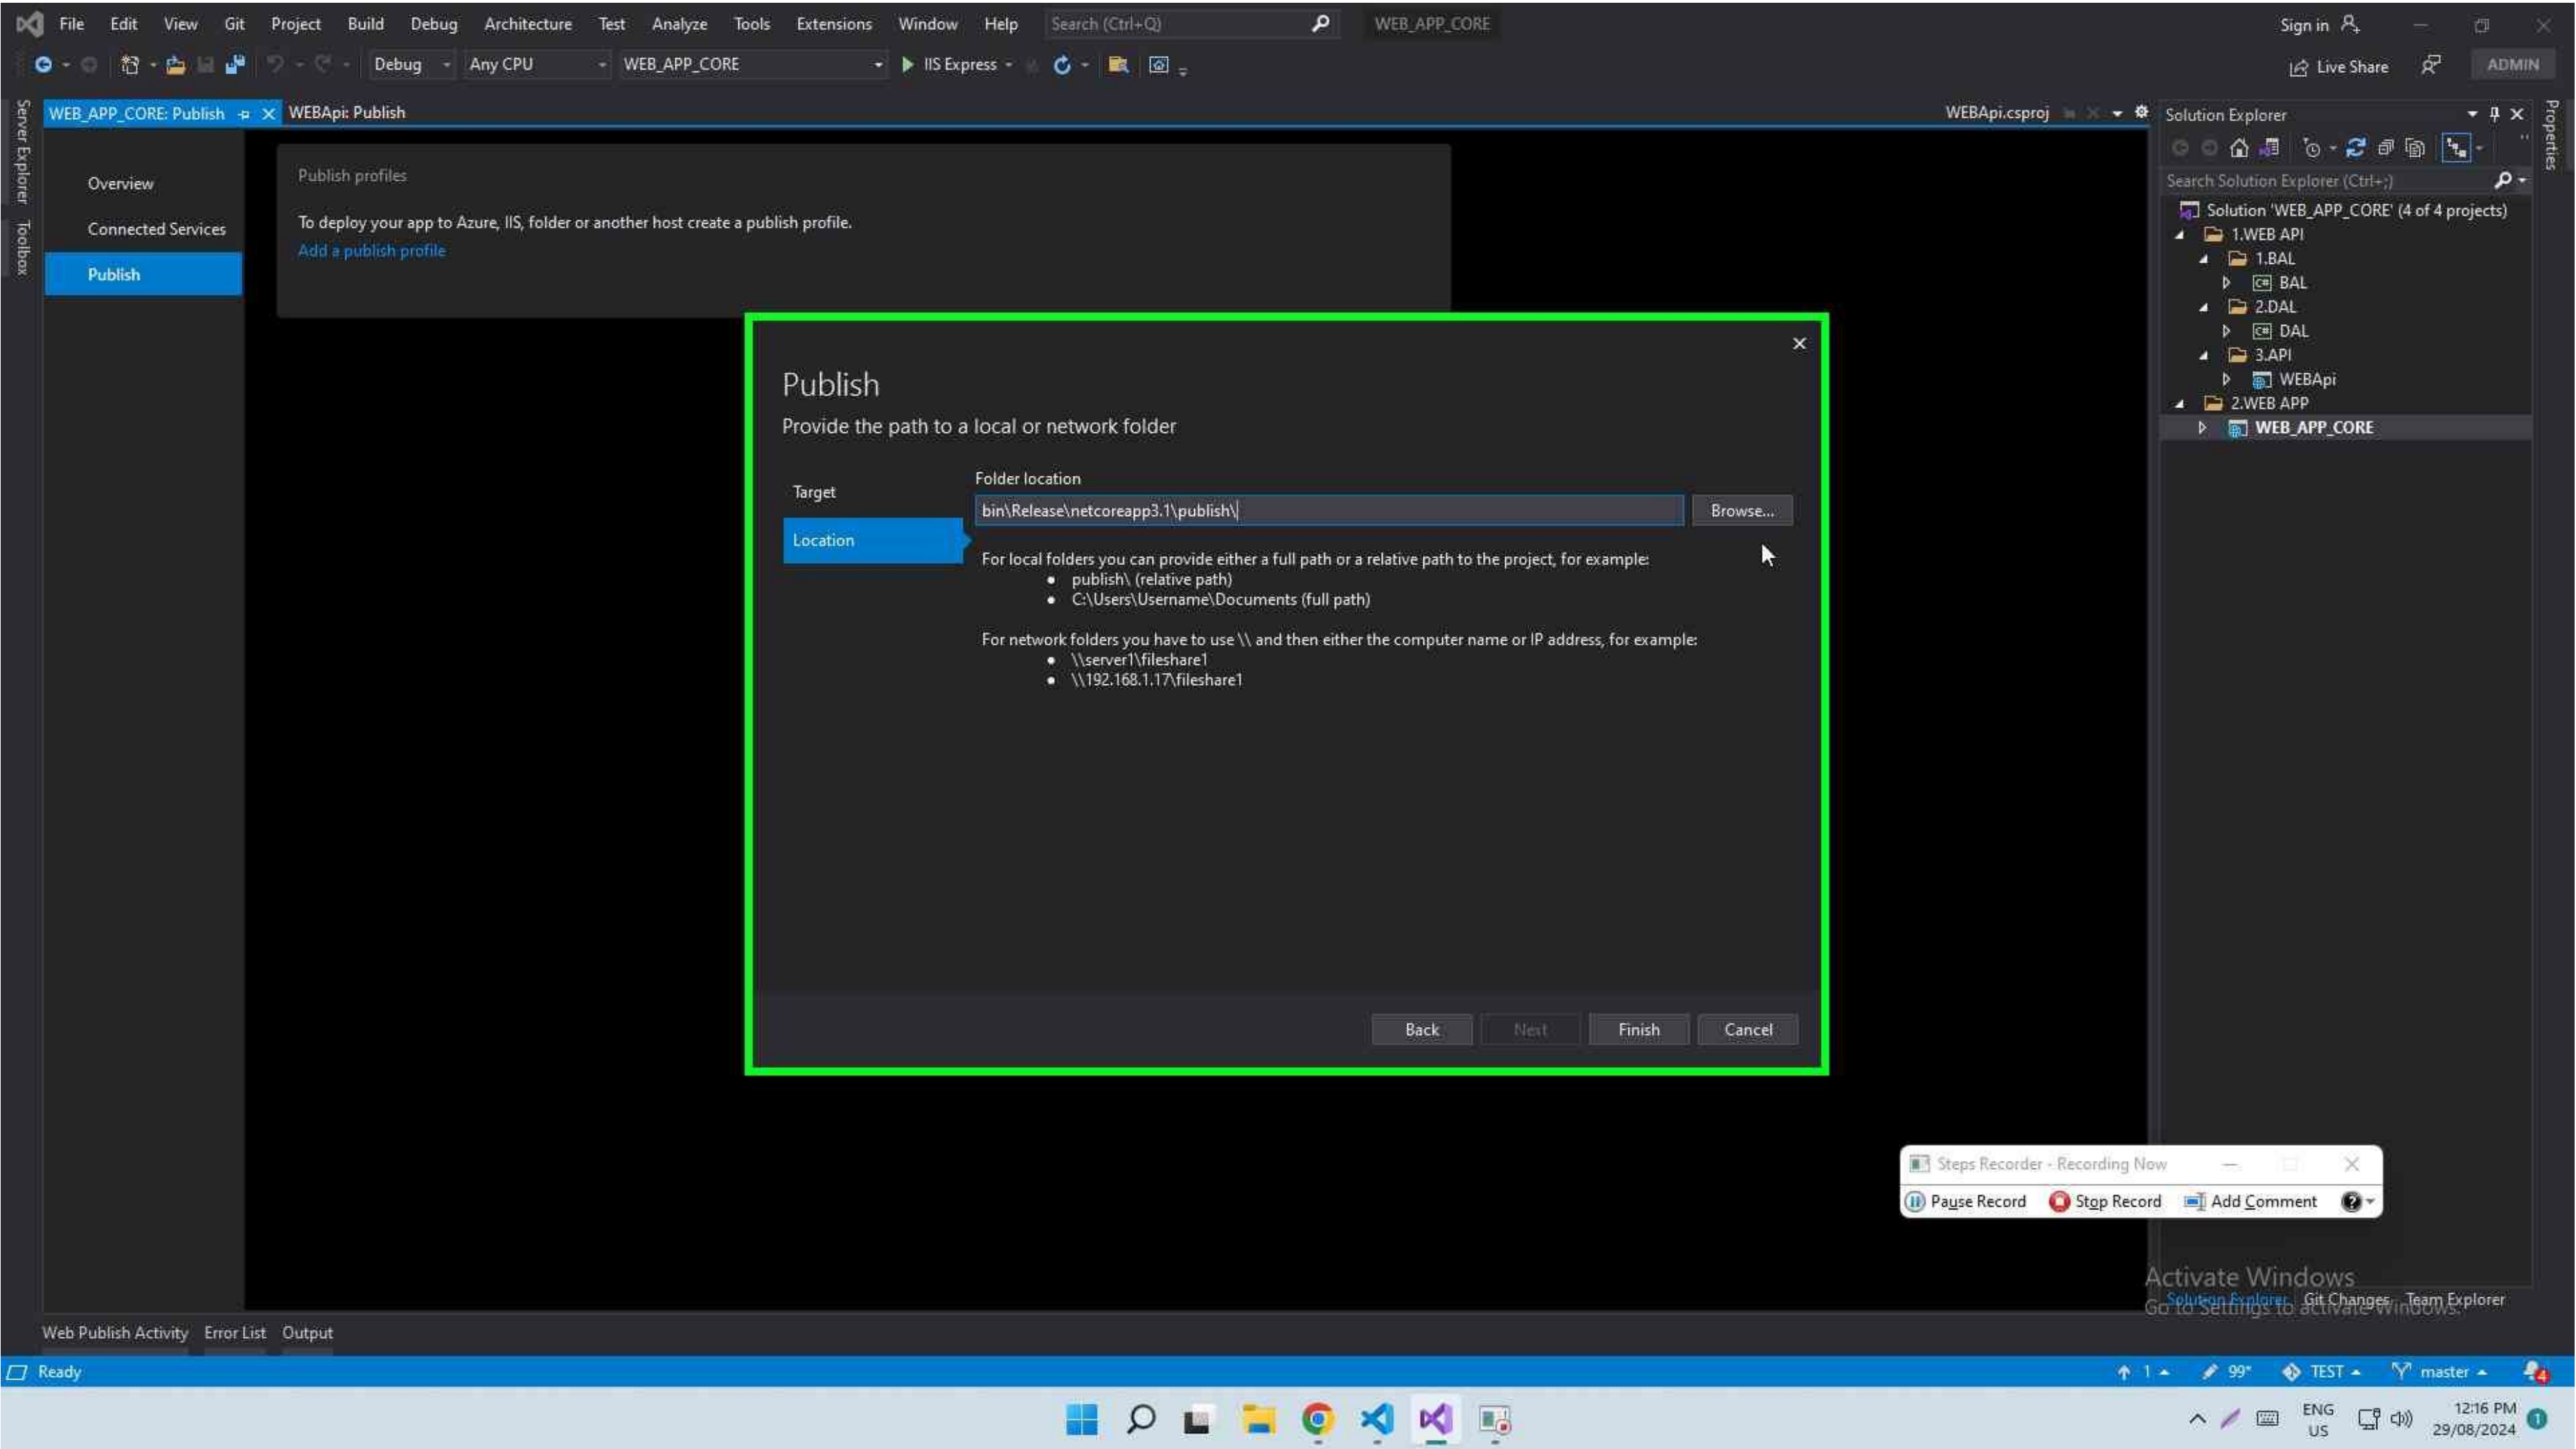 File Edit View Git Project Build Debug Architecture Test Analyze Tools Extensions Window Help Search (Ctrl+Q) WEB_APP_CORE Sign in
Debug Any CPU WEB_APP_CORE IIS Express Live Share ADMIN
WEB_APP_CORE: Publish WEBApi: Publish WEBApi.csproj
Server Explorer
Toolbox
Overview
Connected Services
Publish
Publish profiles
To deploy your app to Azure, IIS, folder or another host create a publish profile.
Add a publish profile
Publish
Provide the path to a local or network folder
Target
Location
Folder location
bin\Release\netcoreapp3.1\publish\
Browse...
For local folders you can provide either a full path or a relative path to the project, for example:
• publish\ (relative path)
• C:\Users\Username\Documents (full path)
For network folders you have to use \\ and then either the computer name or IP address, for example:
• \\server1\fileshare1
• \\192.168.1.17\fileshare1
Back Next Finish Cancel
Solution Explorer
Search Solution Explorer (Ctrl+;)
Solution 'WEB_APP_CORE' (4 of 4 projects)
1.WEB API
1.BAL
C# BAL
2.DAL
C# DAL
3.API
WEBApi
2.WEB APP
WEB_APP_CORE
Properties
Steps Recorder - Recording Now
Pause Record Stop Record Add Comment
Activate Windows
Go to Settings to activate Windows.
Solution Explorer Git Changes Team Explorer
Web Publish Activity Error List Output
Ready 1 99+ TEST master 4
ENG
US
12:16 PM
29/08/2024
1